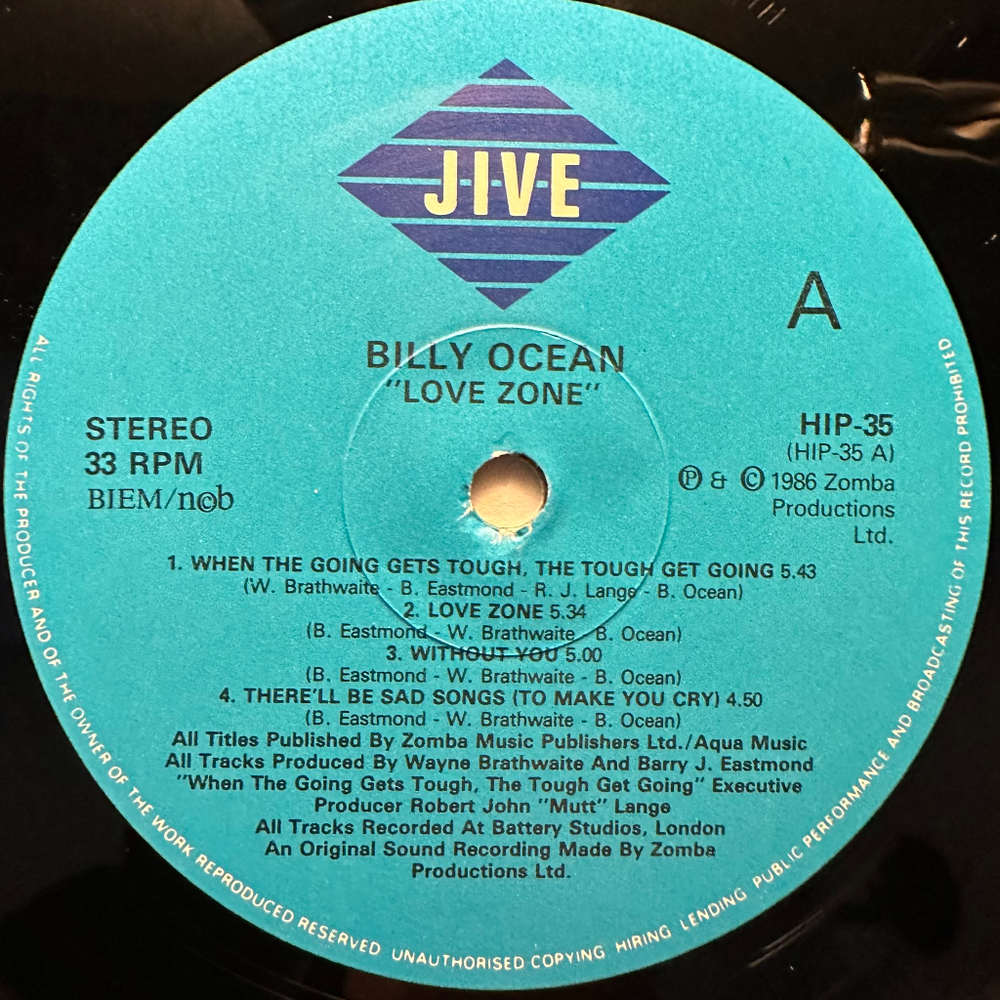 JIVE
A
BILLY OCEAN
"LOVE ZONE"
STEREO
33 RPM
BIEM/ncb
HIP-35
(HIP-35 A)
℗ & © 1986 Zomba
Productions
Ltd.
1. WHEN THE GOING GETS TOUGH, THE TOUGH GET GOING 5.43
(W. Brathwaite - B. Eastmond - R. J. Lange - B. Ocean)
2. LOVE ZONE 5.34
(B. Eastmond - W. Brathwaite - B. Ocean)
3. WITHOUT YOU 5.00
(B. Eastmond - W. Brathwaite - B. Ocean)
4. THERE'LL BE SAD SONGS (TO MAKE YOU CRY) 4.50
(B. Eastmond - W. Brathwaite - B. Ocean)
All Titles Published By Zomba Music Publishers Ltd./Aqua Music
All Tracks Produced By Wayne Brathwaite And Barry J. Eastmond
"When The Going Gets Tough, The Tough Get Going" Executive
Producer Robert John "Mutt" Lange
All Tracks Recorded At Battery Studios, London
An Original Sound Recording Made By Zomba
Productions Ltd.
ALL RIGHTS OF THE PRODUCER AND OF THE OWNER OF THE WORK REPRODUCED RESERVED UNAUTHORISED COPYING HIRING LENDING PUBLIC PERFORMANCE AND BROADCASTING OF THIS RECORD PROHIBITED